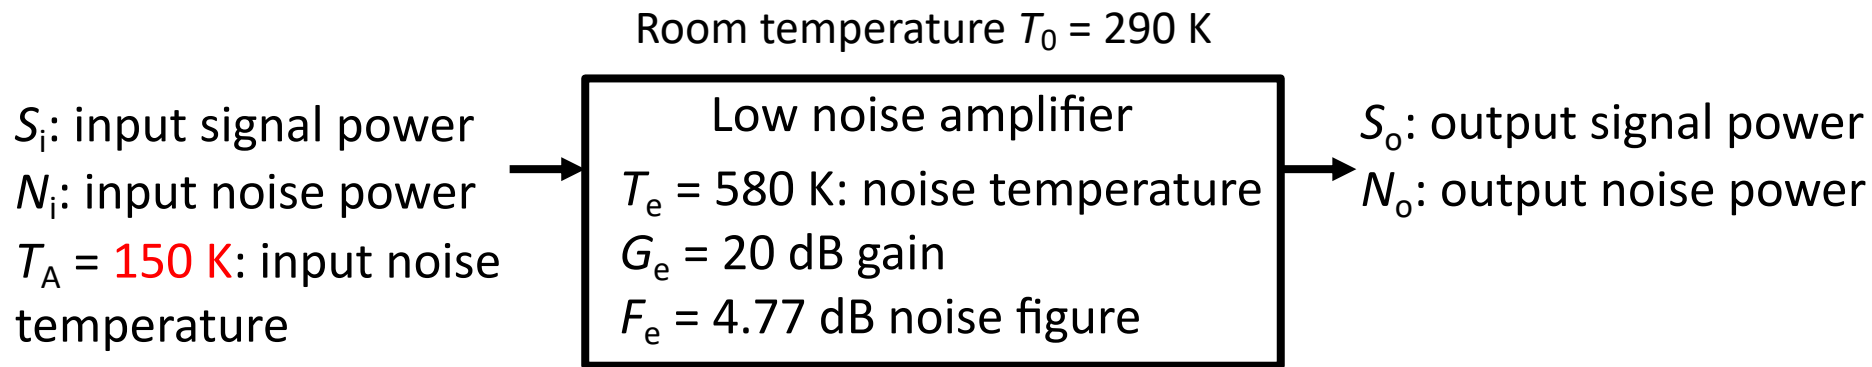 Room temperature T0 = 290 K
Si: input signal power
Ni: input noise power
TA = 150 K: input noise
temperature
Low noise amplifier
Te = 580 K: noise temperature
Ge = 20 dB gain
Fe = 4.77 dB noise figure
So: output signal power
No: output noise power